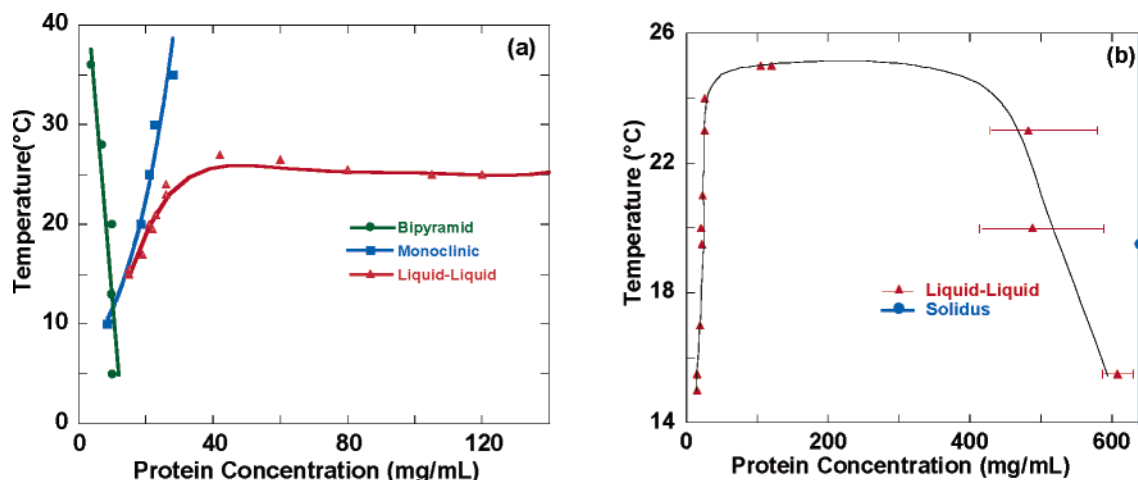 (a)
40
30
20
10
0
Temperature(°C)
Bipyramid
Monoclinic
Liquid-Liquid
0 40 80 120
Protein Concentration (mg/mL)
(b)
26
22
18
14
Temperature (°C)
Liquid-Liquid
Solidus
0 200 400 600
Protein Concentration (mg/mL)